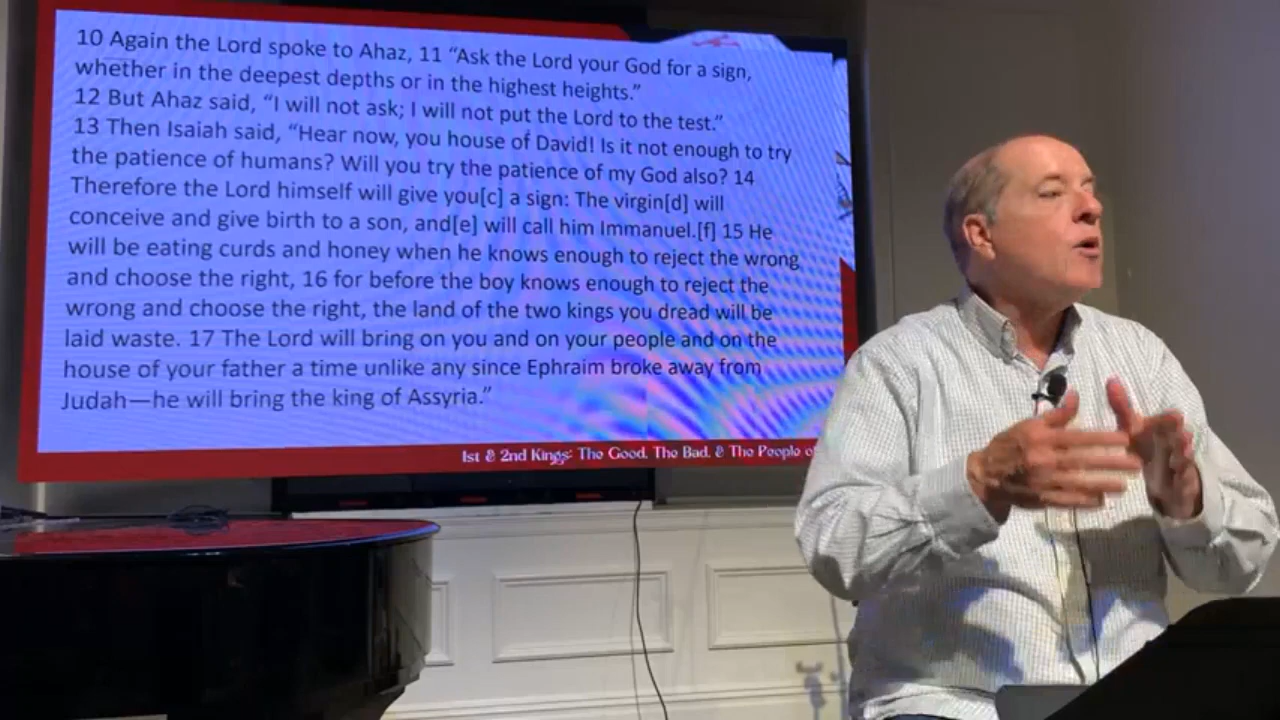 10 Again the Lord spoke to Ahaz, 11 “Ask the Lord your God for a sign,
whether in the deepest depths or in the highest heights.”
12 But Ahaz said, “I will not ask; I will not put the Lord to the test.”
13 Then Isaiah said, “Hear now, you house of David! Is it not enough to try
the patience of humans? Will you try the patience of my God also? 14
Therefore the Lord himself will give you[c] a sign: The virgin[d] will
conceive and give birth to a son, and[e] will call him Immanuel.[f] 15 He
will be eating curds and honey when he knows enough to reject the wrong
and choose the right, 16 for before the boy knows enough to reject the
wrong and choose the right, the land of the two kings you dread will be
laid waste. 17 The Lord will bring on you and on your people and on the
house of your father a time unlike any since Ephraim broke away from
Judah—he will bring the king of Assyria.”
1st & 2nd Kings: The Good, The Bad, & The People